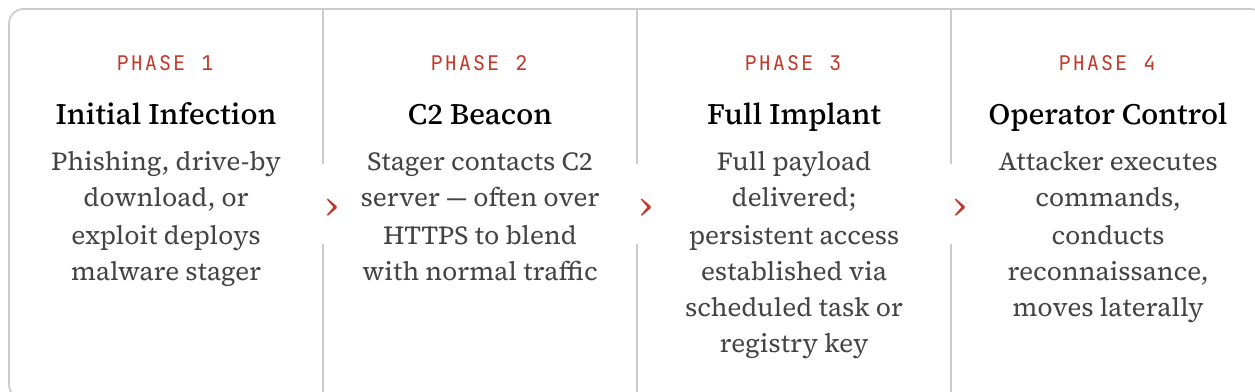 PHASE 1
Initial Infection
Phishing, drive-by
download, or
exploit deploys
malware stager
›
PHASE 2
C2 Beacon
Stager contacts C2
server — often over
HTTPS to blend
with normal traffic
›
PHASE 3
Full Implant
Full payload
delivered;
persistent access
established via
scheduled task or
registry key
›
PHASE 4
Operator Control
Attacker executes
commands,
conducts
reconnaissance,
moves laterally